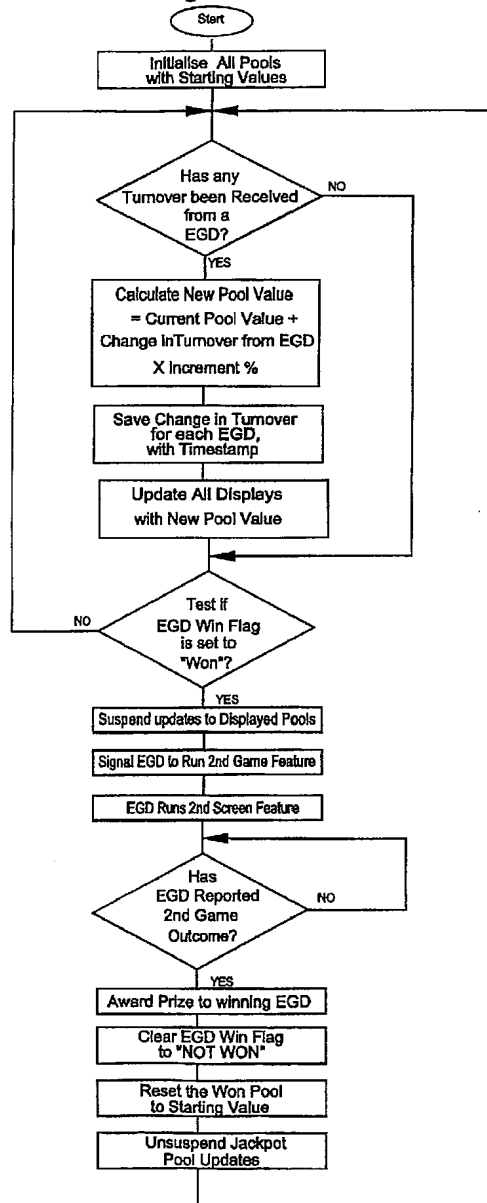 Start
Initialise All Pools
with Starting Values
Has any
Turnover been Received
from a
EGD?
NO
YES
Calculate New Pool Value
= Current Pool Value +
Change inTurnover from EGD
X Increment %
Save Change in Turnover
for each EGD,
with Timestamp
Update All Displays
with New Pool Value
Test if
EGD Win Flag
is set to
"Won"?
NO
YES
Suspend updates to Displayed Pools
Signal EGD to Run 2nd Game Feature
EGD Runs 2nd Screen Feature
Has
EGD Reported
2nd Game
Outcome?
NO
YES
Award Prize to winning EGD
Clear EGD Win Flag
to "NOT WON"
Reset the Won Pool
to Starting Value
Unsuspend Jackpot
Pool Updates